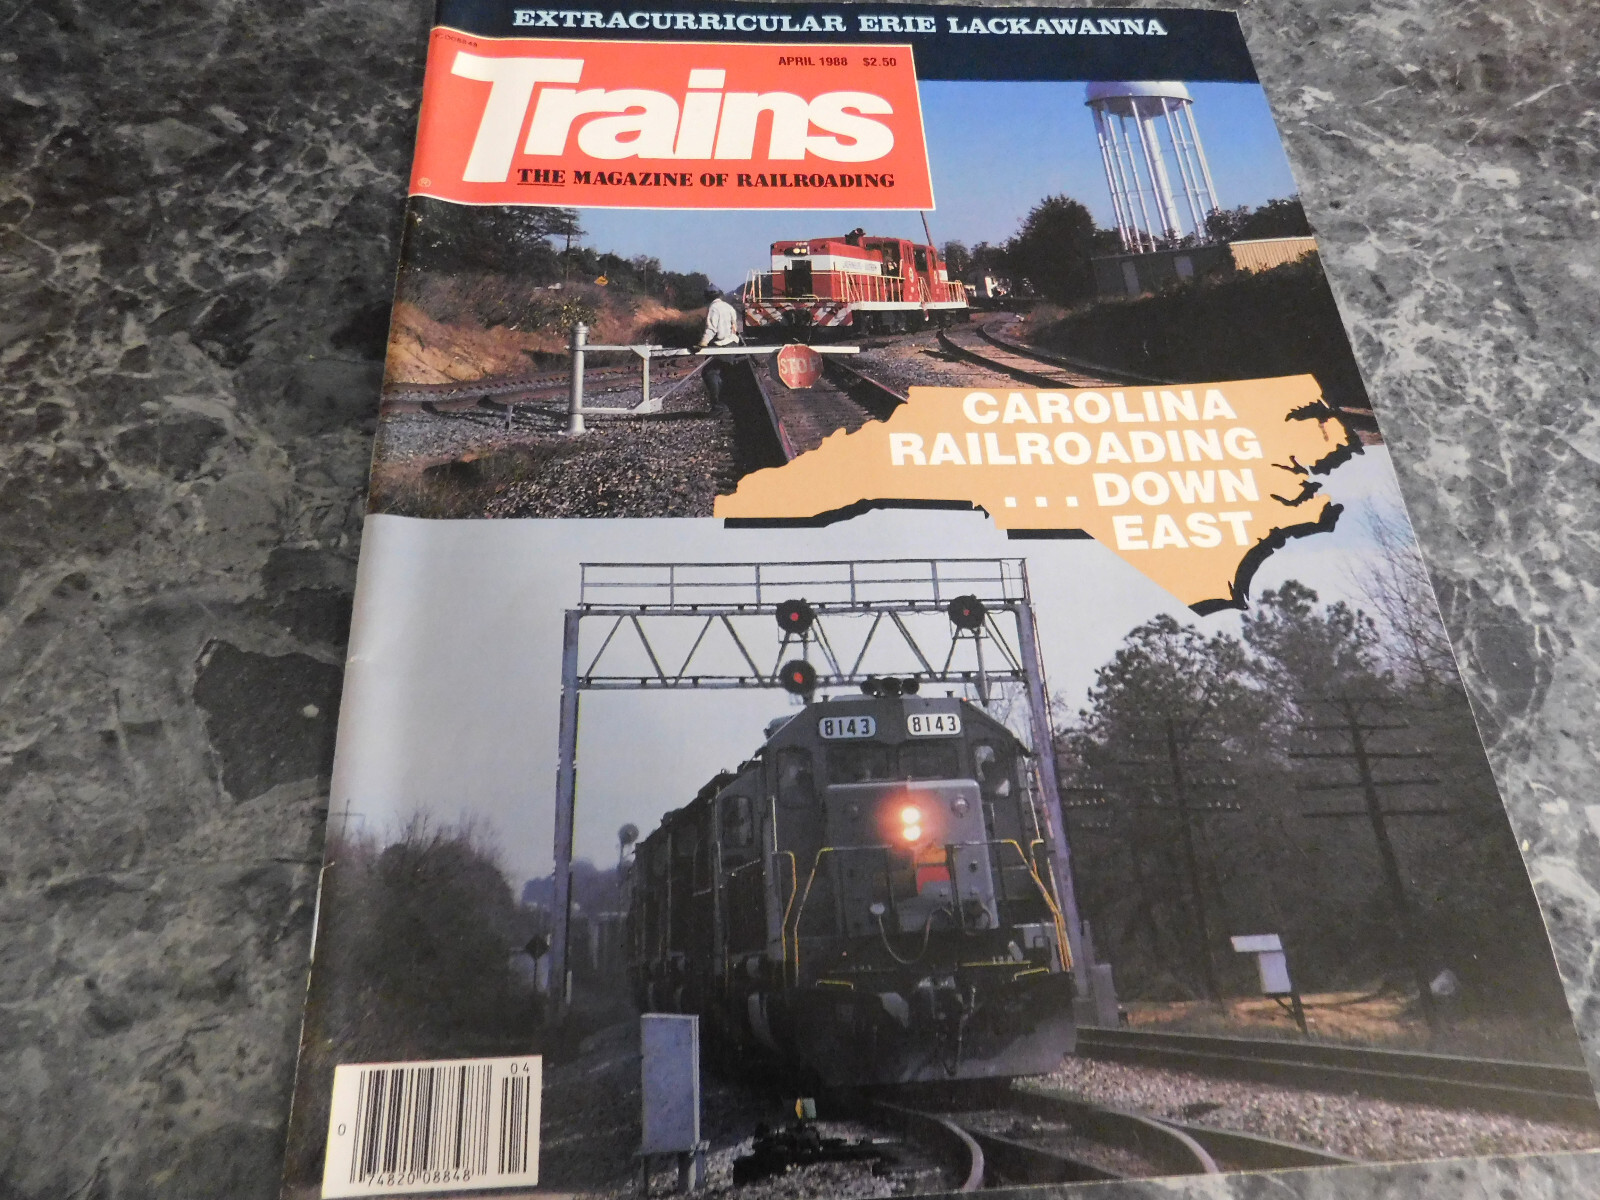 EXTRACURRICULAR ERIE LACKAWANNA
APRIL 1988 $2.50
Trains
®
THE MAGAZINE OF RAILROADING
STOP
CAROLINA
RAILROADING
...DOWN
EAST
8143 8143
04
0 74820 08848